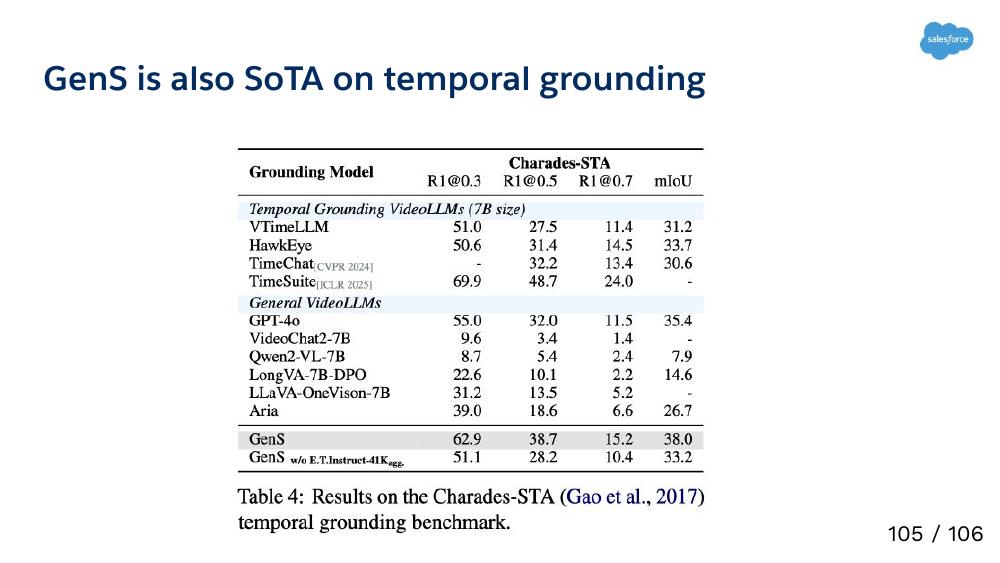 salesforce
GenS is also SoTA on temporal grounding
Grounding Model Charades-STA
R1@0.3 R1@0.5 R1@0.7 mIoU
Temporal Grounding VideoLLMs (7B size)
VTimeLLM 51.0 27.5 11.4 31.2
HawkEye 50.6 31.4 14.5 33.7
TimeChat[CVPR 2024] - 32.2 13.4 30.6
TimeSuite[ICLR 2025] 69.9 48.7 24.0 -
General VideoLLMs
GPT-4o 55.0 32.0 11.5 35.4
VideoChat2-7B 9.6 3.4 1.4 -
Qwen2-VL-7B 8.7 5.4 2.4 7.9
LongVA-7B-DPO 22.6 10.1 2.2 14.6
LLaVA-OneVison-7B 31.2 13.5 5.2 -
Aria 39.0 18.6 6.6 26.7
GenS 62.9 38.7 15.2 38.0
GenS w/o E.T.Instruct-41Kagg. 51.1 28.2 10.4 33.2
Table 4: Results on the Charades-STA (Gao et al., 2017)
temporal grounding benchmark.
105 / 106